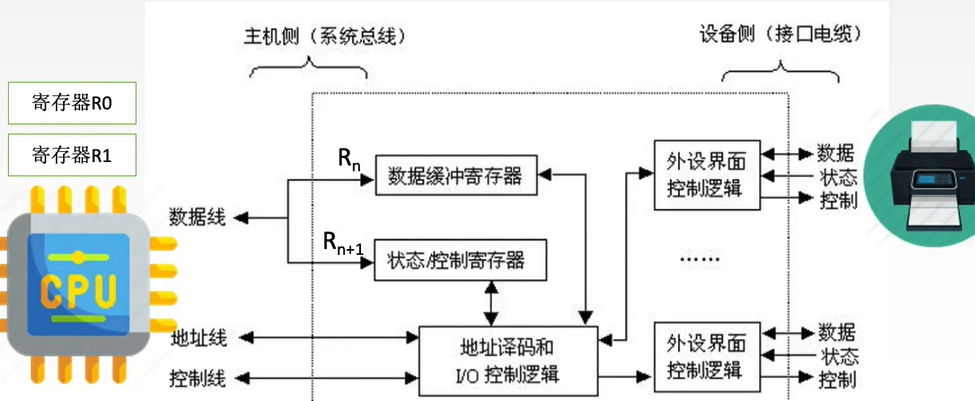 主机侧（系统总线）
设备侧（接口电缆）
寄存器R0
寄存器R1
CPU
数据线
地址线
控制线
Rn
数据缓冲寄存器
Rn+1
状态/控制寄存器
地址译码和
I/O 控制逻辑
外设界面
控制逻辑
数据
状态
控制
……
外设界面
控制逻辑
数据
状态
控制